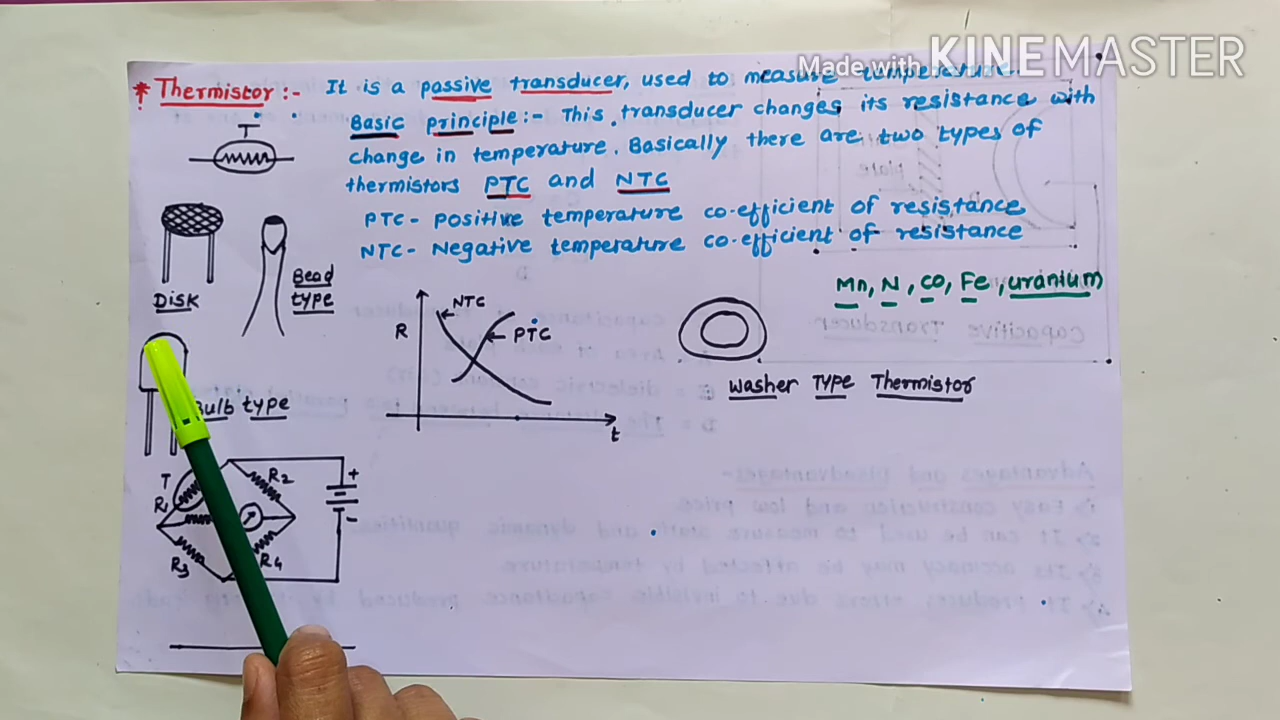 Made with KINEMASTER
* Thermistor :- It is a passive transducer, used to measure temperature.
Basic principle :- This transducer changes its resistance with
change in temperature. Basically there are two types of
thermistors PTC and NTC
PTC - positive temperature co-efficient of resistance
NTC - Negative temperature co-efficient of resistance
Mn, N, CO, Fe, uranium
T
DISK
Bead
type
R
NTC
PTC
t
washer TYPE Thermistor
Bulb type
T
R1
R2
R3
R4
+
-